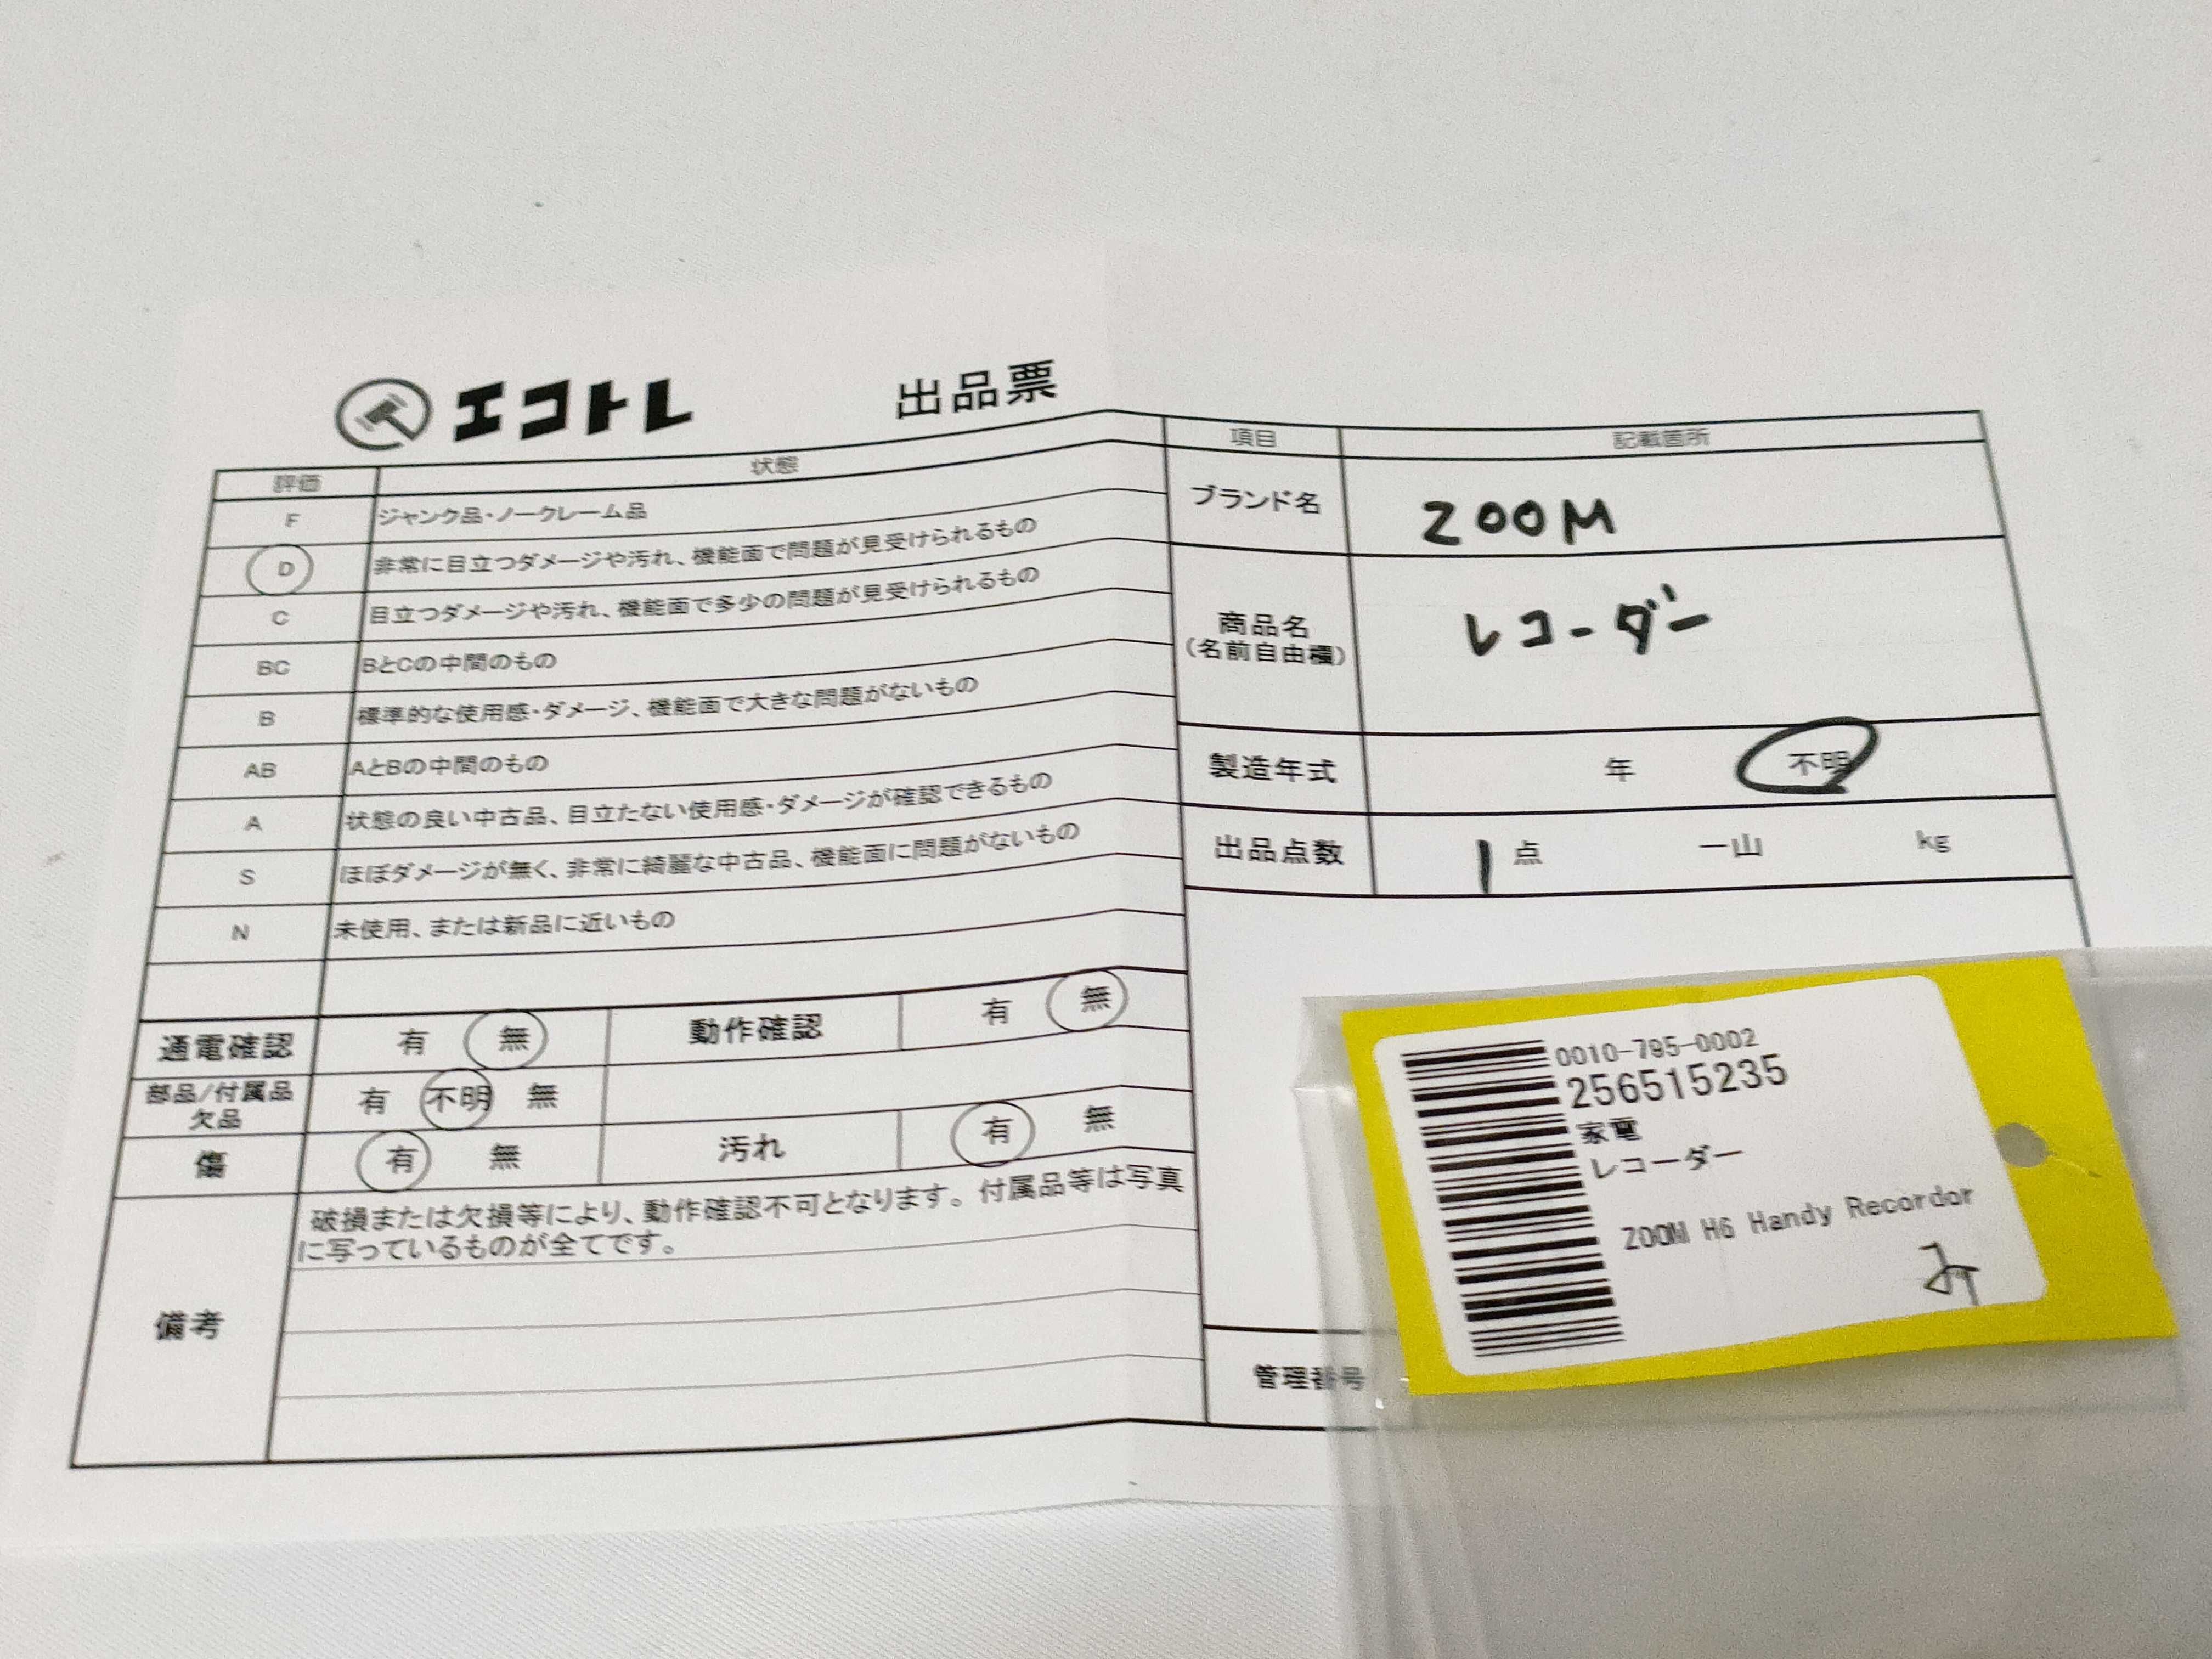 エコトレ 出品票
評価 状態
F ジャンク品・ノークレーム品
D 非常に目立つダメージや汚れ、機能面で問題が見受けられるもの
C 目立つダメージや汚れ、機能面で多少の問題が見受けられるもの
BC BとCの中間のもの
B 標準的な使用感・ダメージ、機能面で大きな問題がないもの
AB AとBの中間のもの
A 状態の良い中古品、目立たない使用感・ダメージが確認できるもの
S ほぼダメージが無く、非常に綺麗な中古品、機能面に問題がないもの
N 未使用、または新品に近いもの
通電確認 有 無 動作確認 有 無
部品/付属品
欠品 有 不明 無
傷 有 無 汚れ 有 無
備考
破損または欠損等により、動作確認不可となります。付属品等は写真
に写っているものが全てです。
項目 記載箇所
ブランド名 ZOOM
商品名
(名前自由欄) レコーダー
製造年式 年 不明
出品点数 1 点 一山 kg
管理番号
0010-795-0002
256515235
家電
レコーダー
ZOOM H6 Handy Recordor